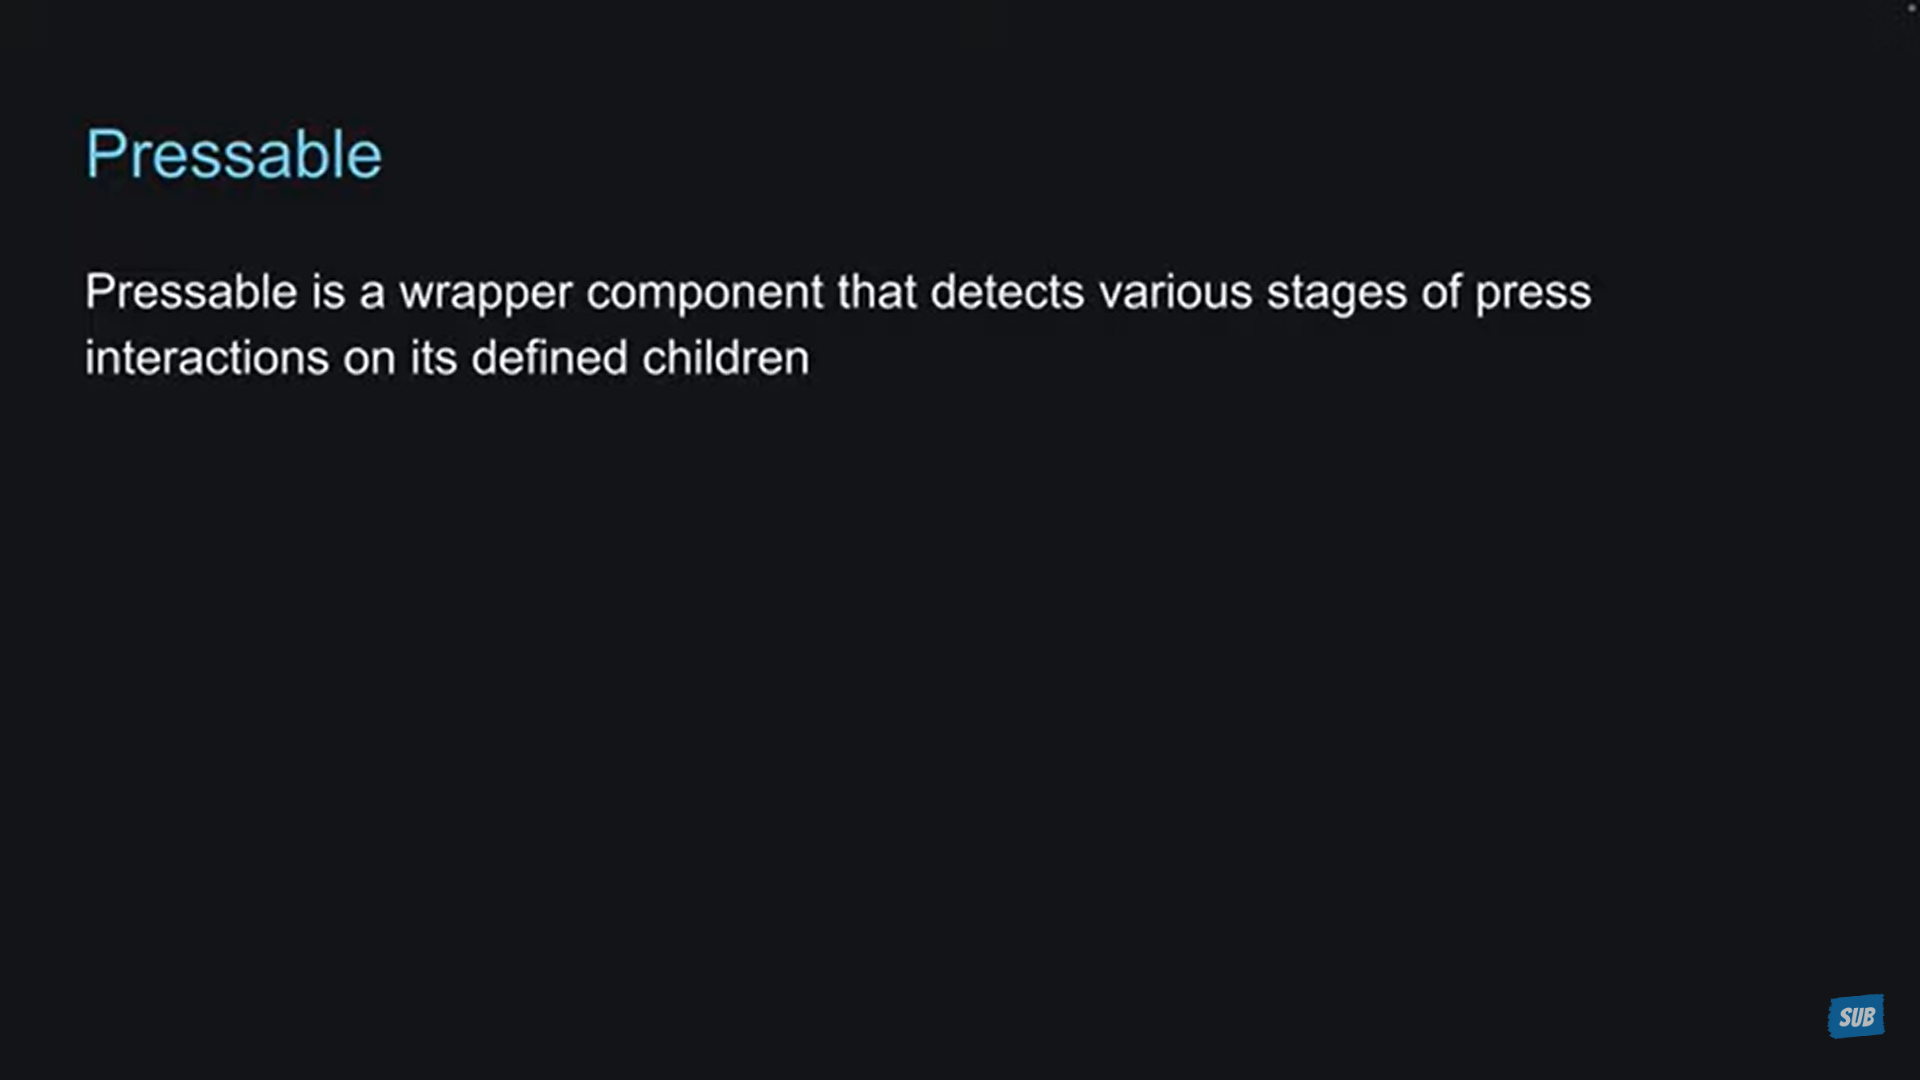 Pressable
Pressable is a wrapper component that detects various stages of press
interactions on its defined children
SUB